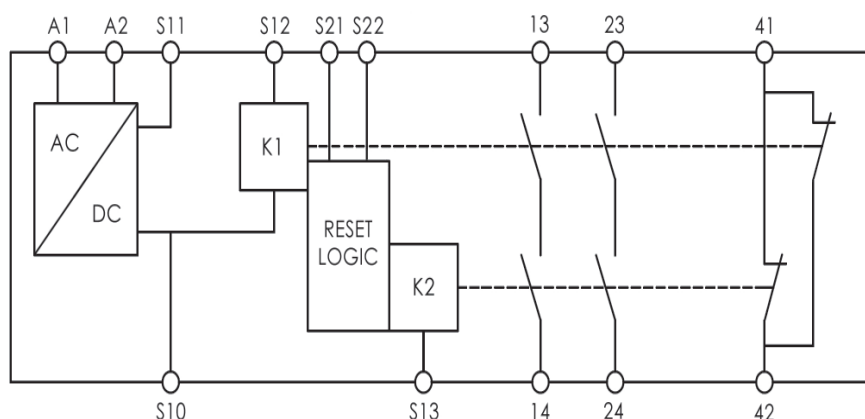 A1 A2 S11 S12 S21 S22 13 23 41
AC
DC
K1
RESET
LOGIC
K2
S10 S13 14 24 42